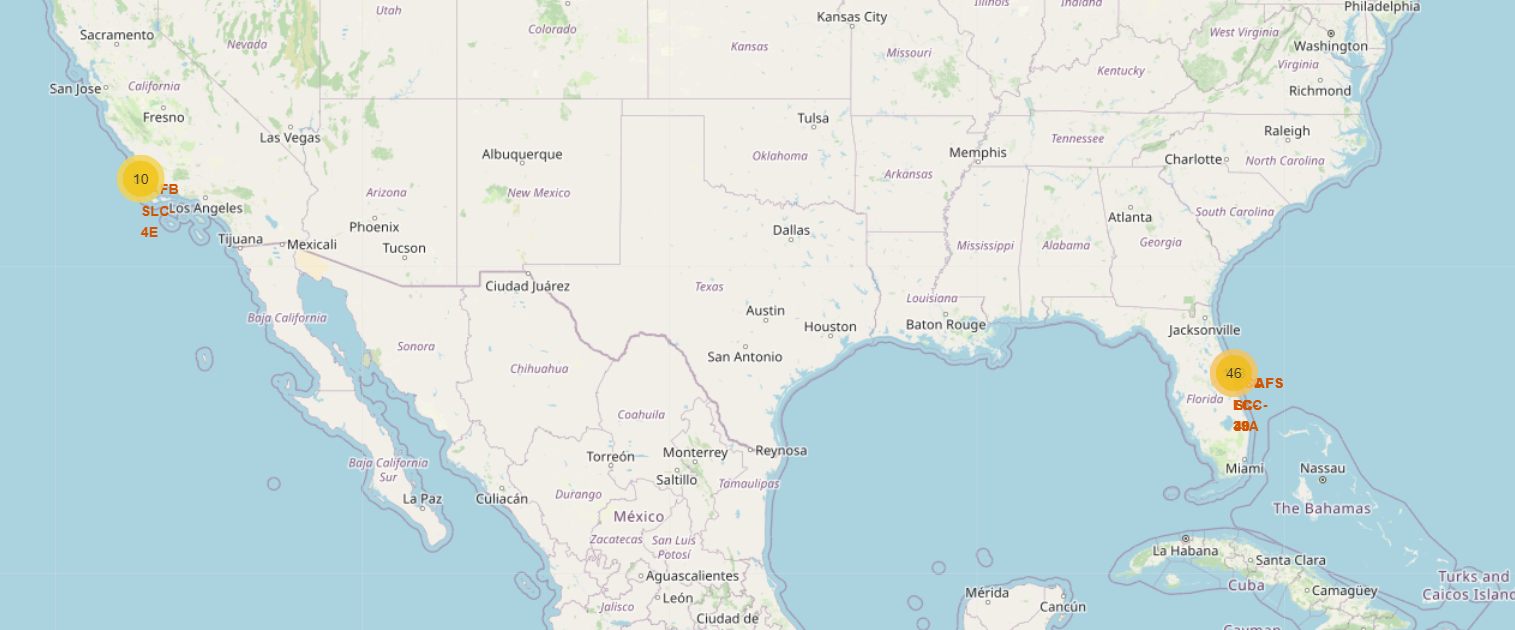 Utah
Colorado
Kansas City
Illinois
Indiana
Philadelphia
Sacramento
Nevada
Kansas
Missouri
West Virginia
Washington
San Jose
California
Kentucky
Virginia
Richmond
Fresno
Las Vegas
Tulsa
Raleigh
Albuquerque
Oklahoma
Memphis
Tennessee
Charlotte
North Carolina
10
FB
Arizona
New Mexico
Arkansas
SLC-
4E
Los Angeles
Phoenix
Dallas
Atlanta
South Carolina
Tijuana
Mexicali
Tucson
Mississippi
Alabama
Georgia
Ciudad Juárez
Texas
Louisiana
Baja California
Austin
Houston
Baton Rouge
Jacksonville
Sonora
Chihuahua
San Antonio
46
AFS
Florida
Coahuila
Torreón
Monterrey
Reynosa
Baja California
Sur
Saltillo
Tamaulipas
Miami
Nassau
La Paz
Culiacán
Durango
México
The Bahamas
Zacatecas
San Luis
Potosí
La Habana
Santa Clara
Aguascalientes
Cuba
Camagüey
Turks and
Caicos Island
Jalisco
León
Ciudad de
Mérida
Cancún
Cayman